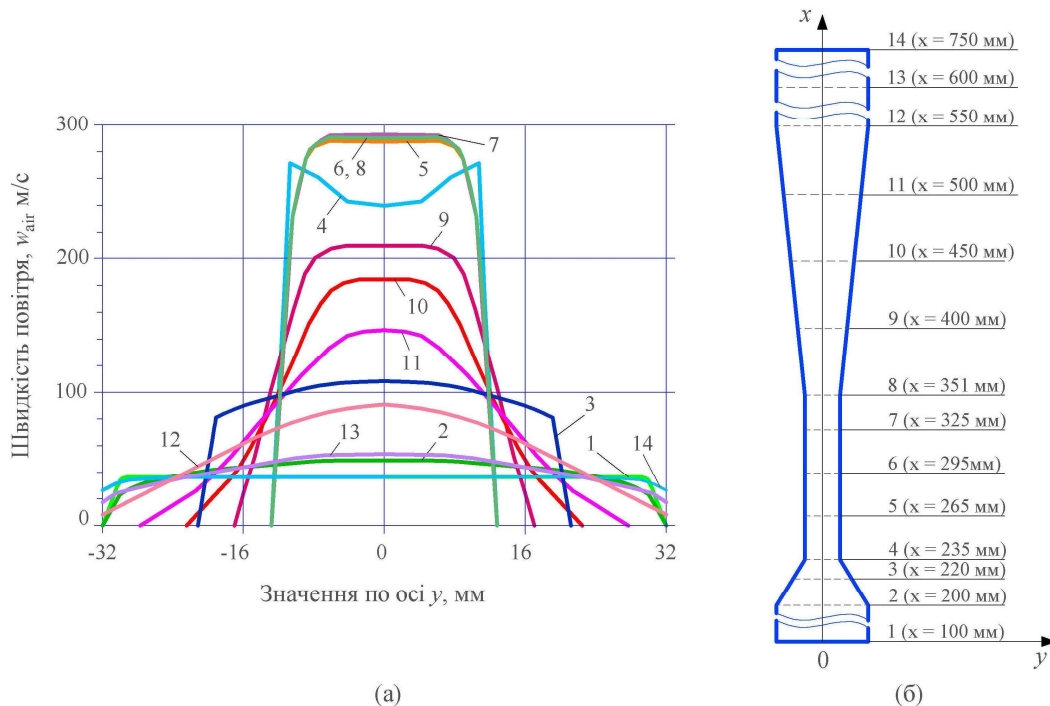 Швидкість повітря, wair м/с
300
200
100
0
-32
-16
0
16
32
Значення по осі y, мм
7
6, 8
5
4
9
10
11
3
12
13
2
1
14
(а)
x
14 (x = 750 мм)
13 (x = 600 мм)
12 (x = 550 мм)
11 (x = 500 мм)
10 (x = 450 мм)
9 (x = 400 мм)
8 (x = 351 мм)
7 (x = 325 мм)
6 (x = 295мм)
5 (x = 265 мм)
4 (x = 235 мм)
3 (x = 220 мм)
2 (x = 200 мм)
1 (x = 100 мм)
0
y
(б)